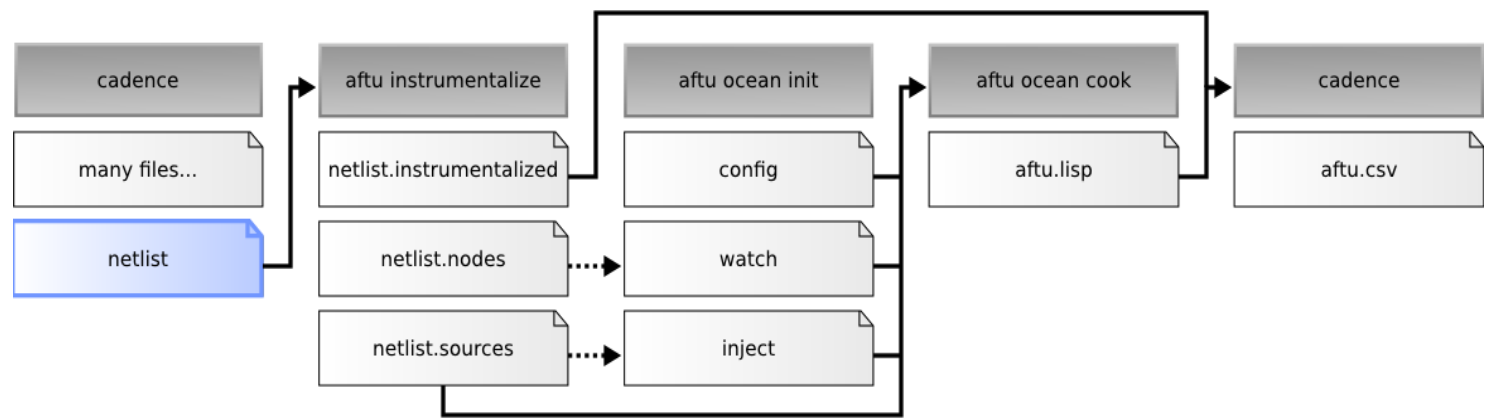 cadence
many files...
netlist
aftu instrumentalize
netlist.instrumentalized
netlist.nodes
netlist.sources
aftu ocean init
config
watch
inject
aftu ocean cook
aftu.lisp
cadence
aftu.csv